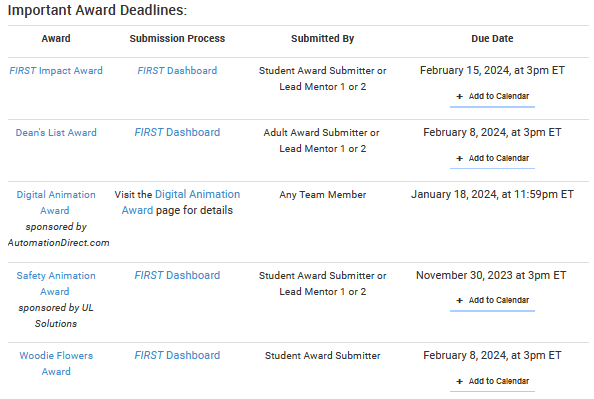 Important Award Deadlines:
Award Submission Process Submitted By Due Date
FIRST Impact Award FIRST Dashboard Student Award Submitter or February 15, 2024, at 3pm ET
Lead Mentor 1 or 2
+ Add to Calendar
Dean's List Award FIRST Dashboard Adult Award Submitter or February 8, 2024, at 3pm ET
Lead Mentor 1 or 2
+ Add to Calendar
Digital Animation Visit the Digital Animation Any Team Member January 18, 2024, at 11:59pm ET
Award Award page for details
sponsored by
AutomationDirect.com
Safety Animation FIRST Dashboard Student Award Submitter or November 30, 2023 at 3pm ET
Award Lead Mentor 1 or 2
+ Add to Calendar
sponsored by UL
Solutions
Woodie Flowers FIRST Dashboard Student Award Submitter February 8, 2024, at 3pm ET
Award
+ Add to Calendar